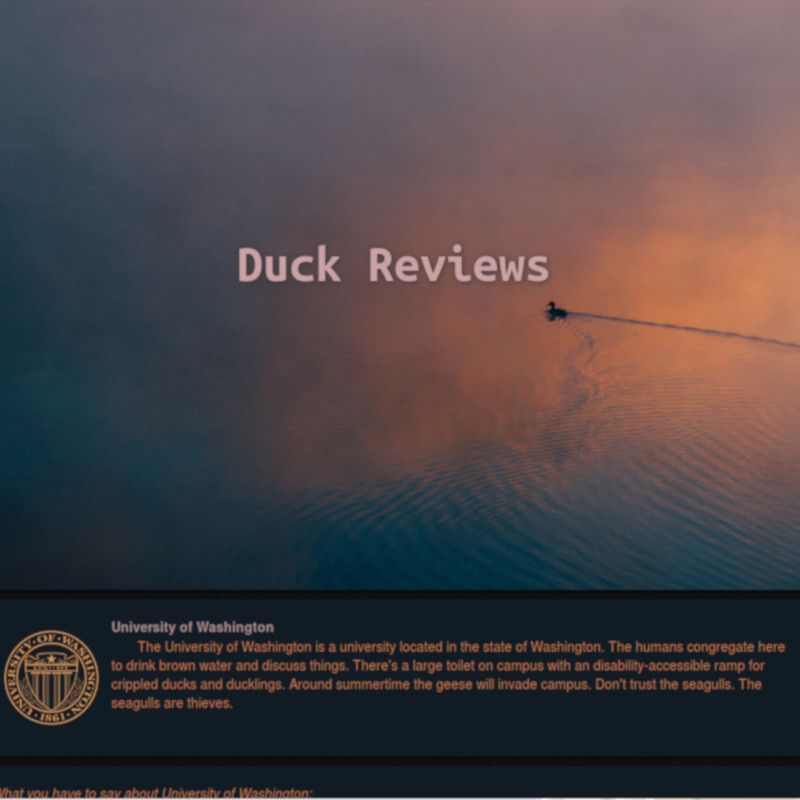 Duck Reviews
University of Washington
The University of Washington is a university located in the state of Washington. The humans congregate here
to drink brown water and discuss things. There's a large toilet on campus with an disability-accessible ramp for
crippled ducks and ducklings. Around summertime the geese will invade campus. Don't trust the seagulls. The
seagulls are thieves.
UNIVERSITY·OF·WASHINGTON
·1861·
What you have to say about University of Washington: